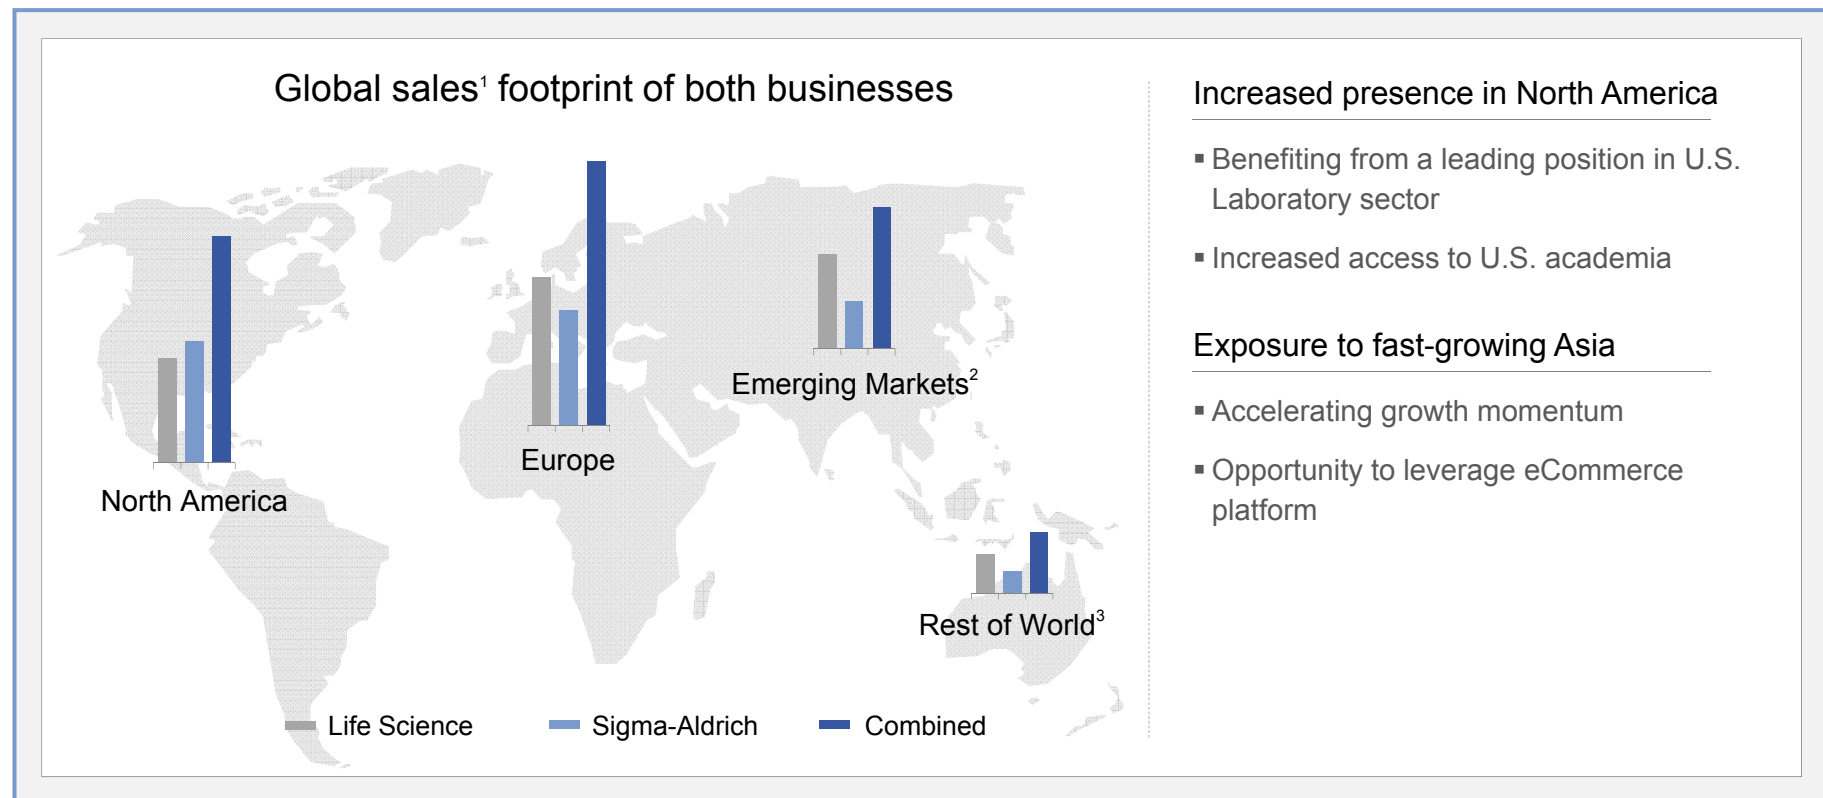 Global sales¹ footprint of both businesses
North America
Europe
Emerging Markets²
Rest of World³
Life Science
Sigma-Aldrich
Combined
Increased presence in North America
▪ Benefiting from a leading position in U.S.
Laboratory sector
▪ Increased access to U.S. academia
Exposure to fast-growing Asia
▪ Accelerating growth momentum
▪ Opportunity to leverage eCommerce
platform